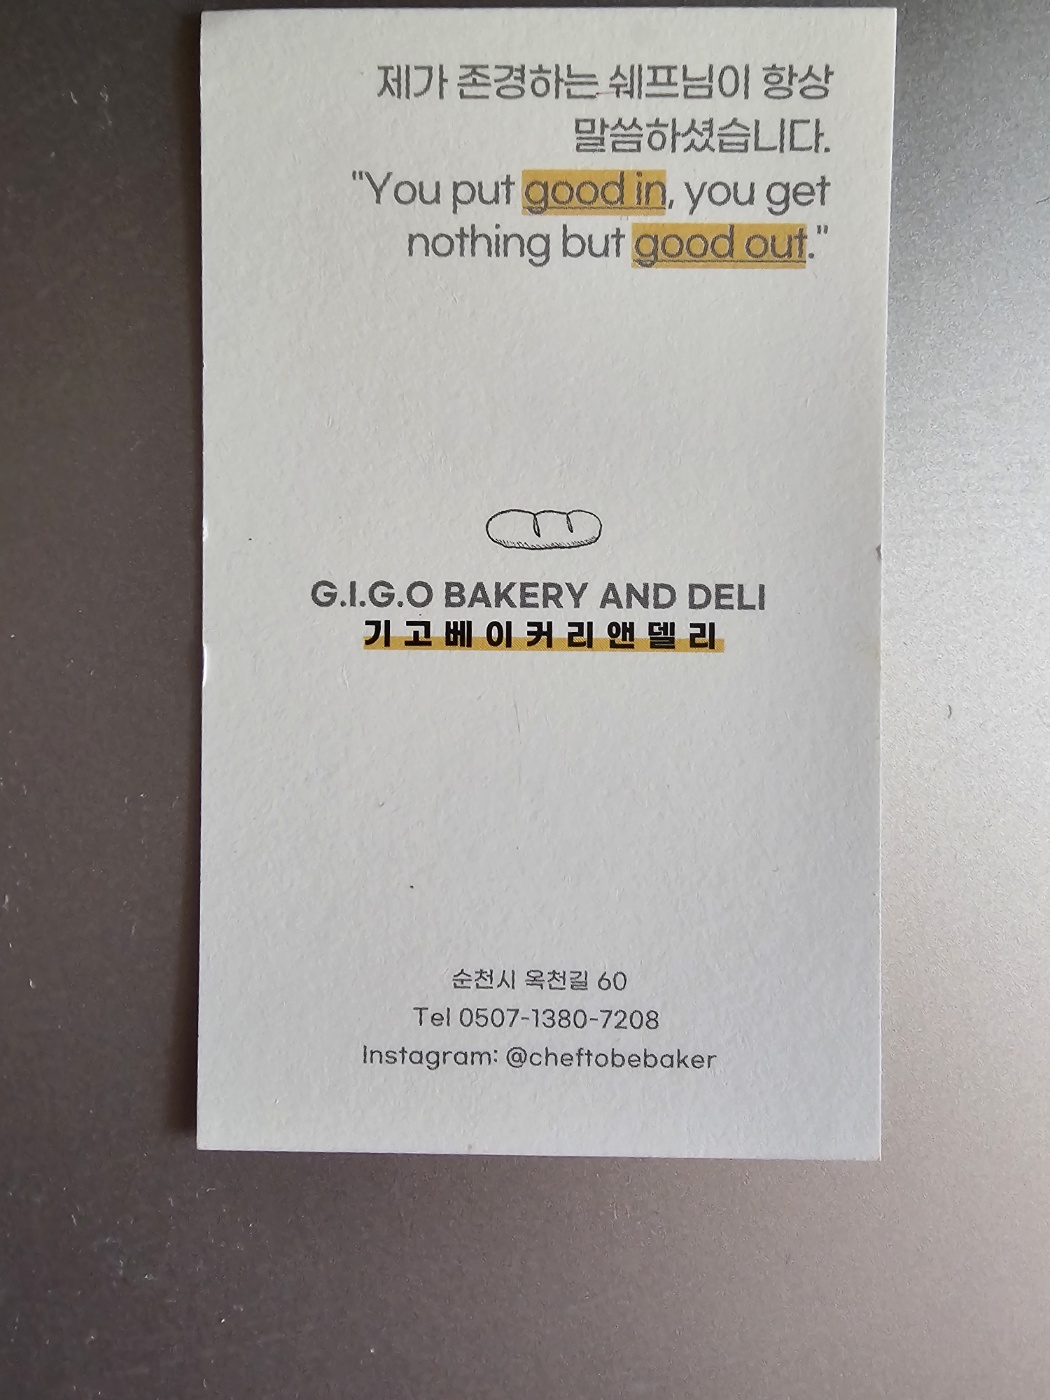 제가 존경하는 쉐프님이 항상
말씀하셨습니다.
"You put good in, you get
nothing but good out."
G.I.G.O BAKERY AND DELI
기고베이커리앤델리
순천시 옥천길 60
Tel 0507-1380-7208
Instagram: @cheftobebaker